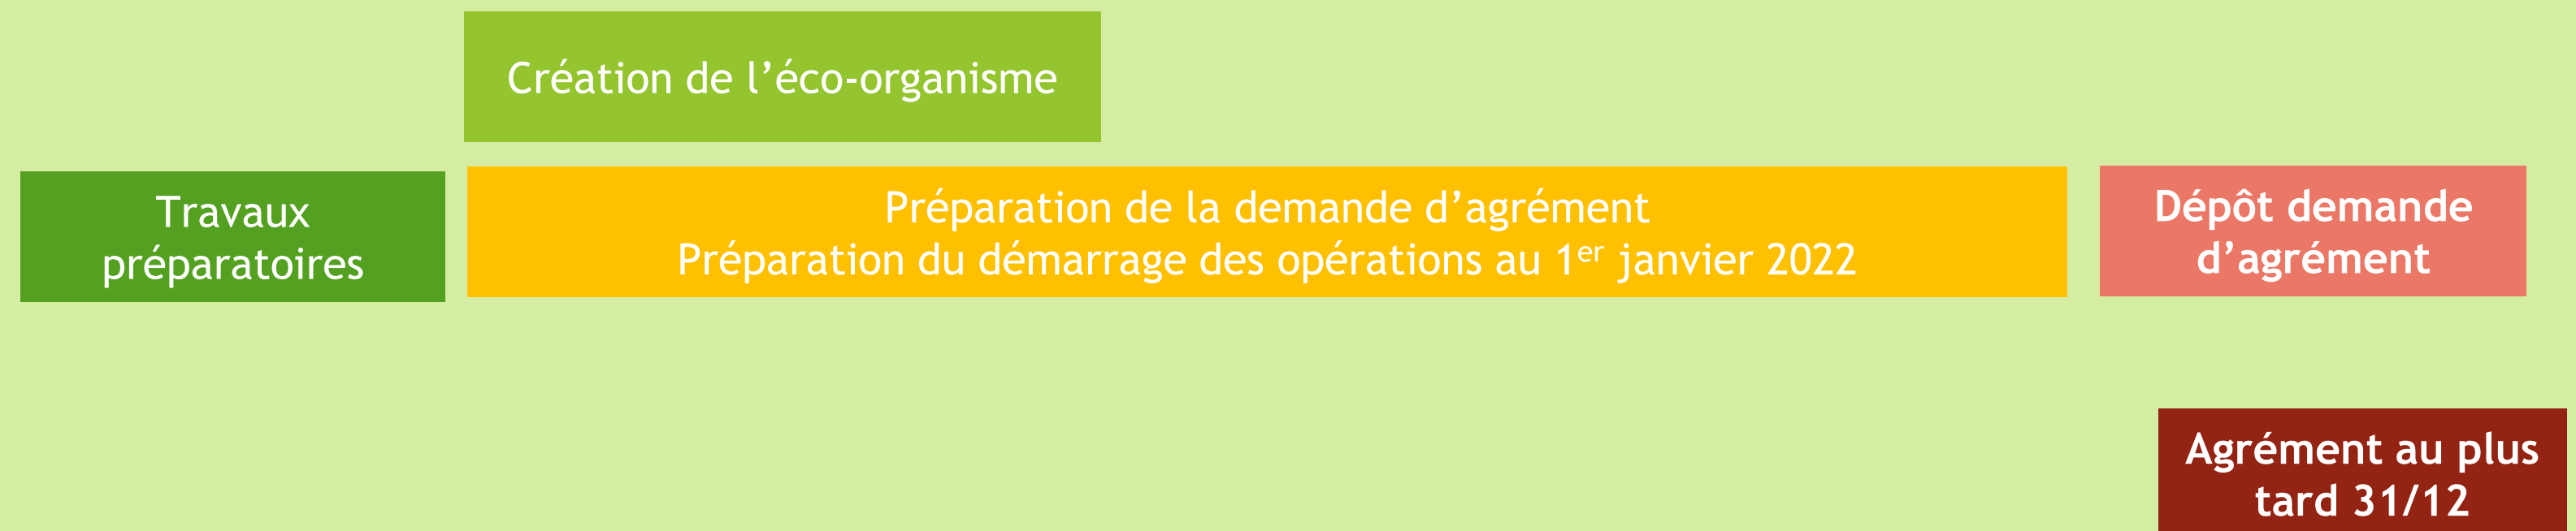 Création de l’éco-organisme
Travaux
préparatoires
Préparation de la demande d’agrément
Préparation du démarrage des opérations au 1er janvier 2022
Dépôt demande
d’agrément
Agrément au plus
tard 31/12